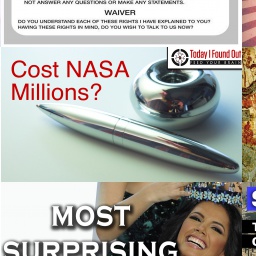 NOT ANSWER ANY QUESTIONS OR MAKE ANY STATEMENTS.
WAIVER
DO YOU UNDERSTAND EACH OF THESE RIGHTS I HAVE EXPLAINED TO YOU?
HAVING THESE RIGHTS IN MIND, DO YOU WISH TO TALK TO US NOW?
Today I Found Out
FEED YOUR BRAIN
Cost NASA
Millions?
MOST
SURPRISING